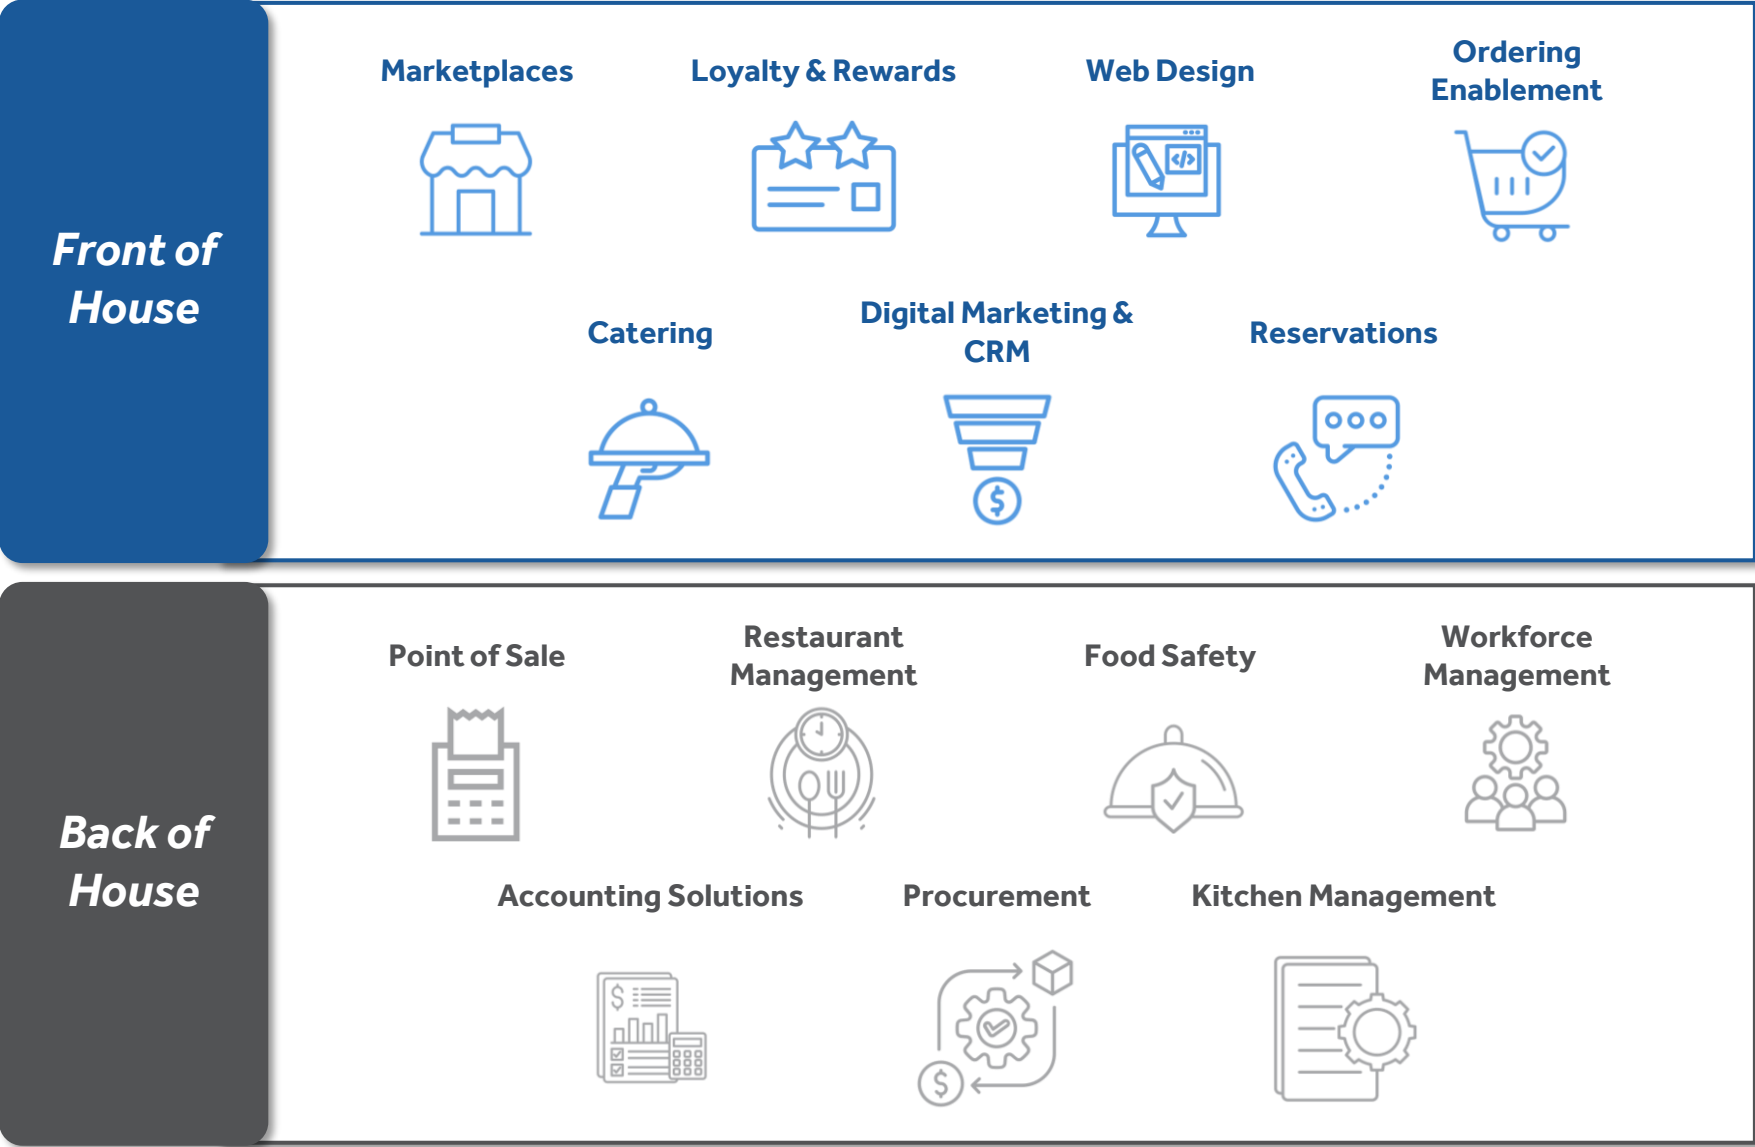 Front of
House
Marketplaces
Loyalty & Rewards
Web Design
Ordering
Enablement
Catering
Digital Marketing &
CRM
Reservations
Back of
House
Point of Sale
Restaurant
Management
Food Safety
Workforce
Management
Accounting Solutions
Procurement
Kitchen Management